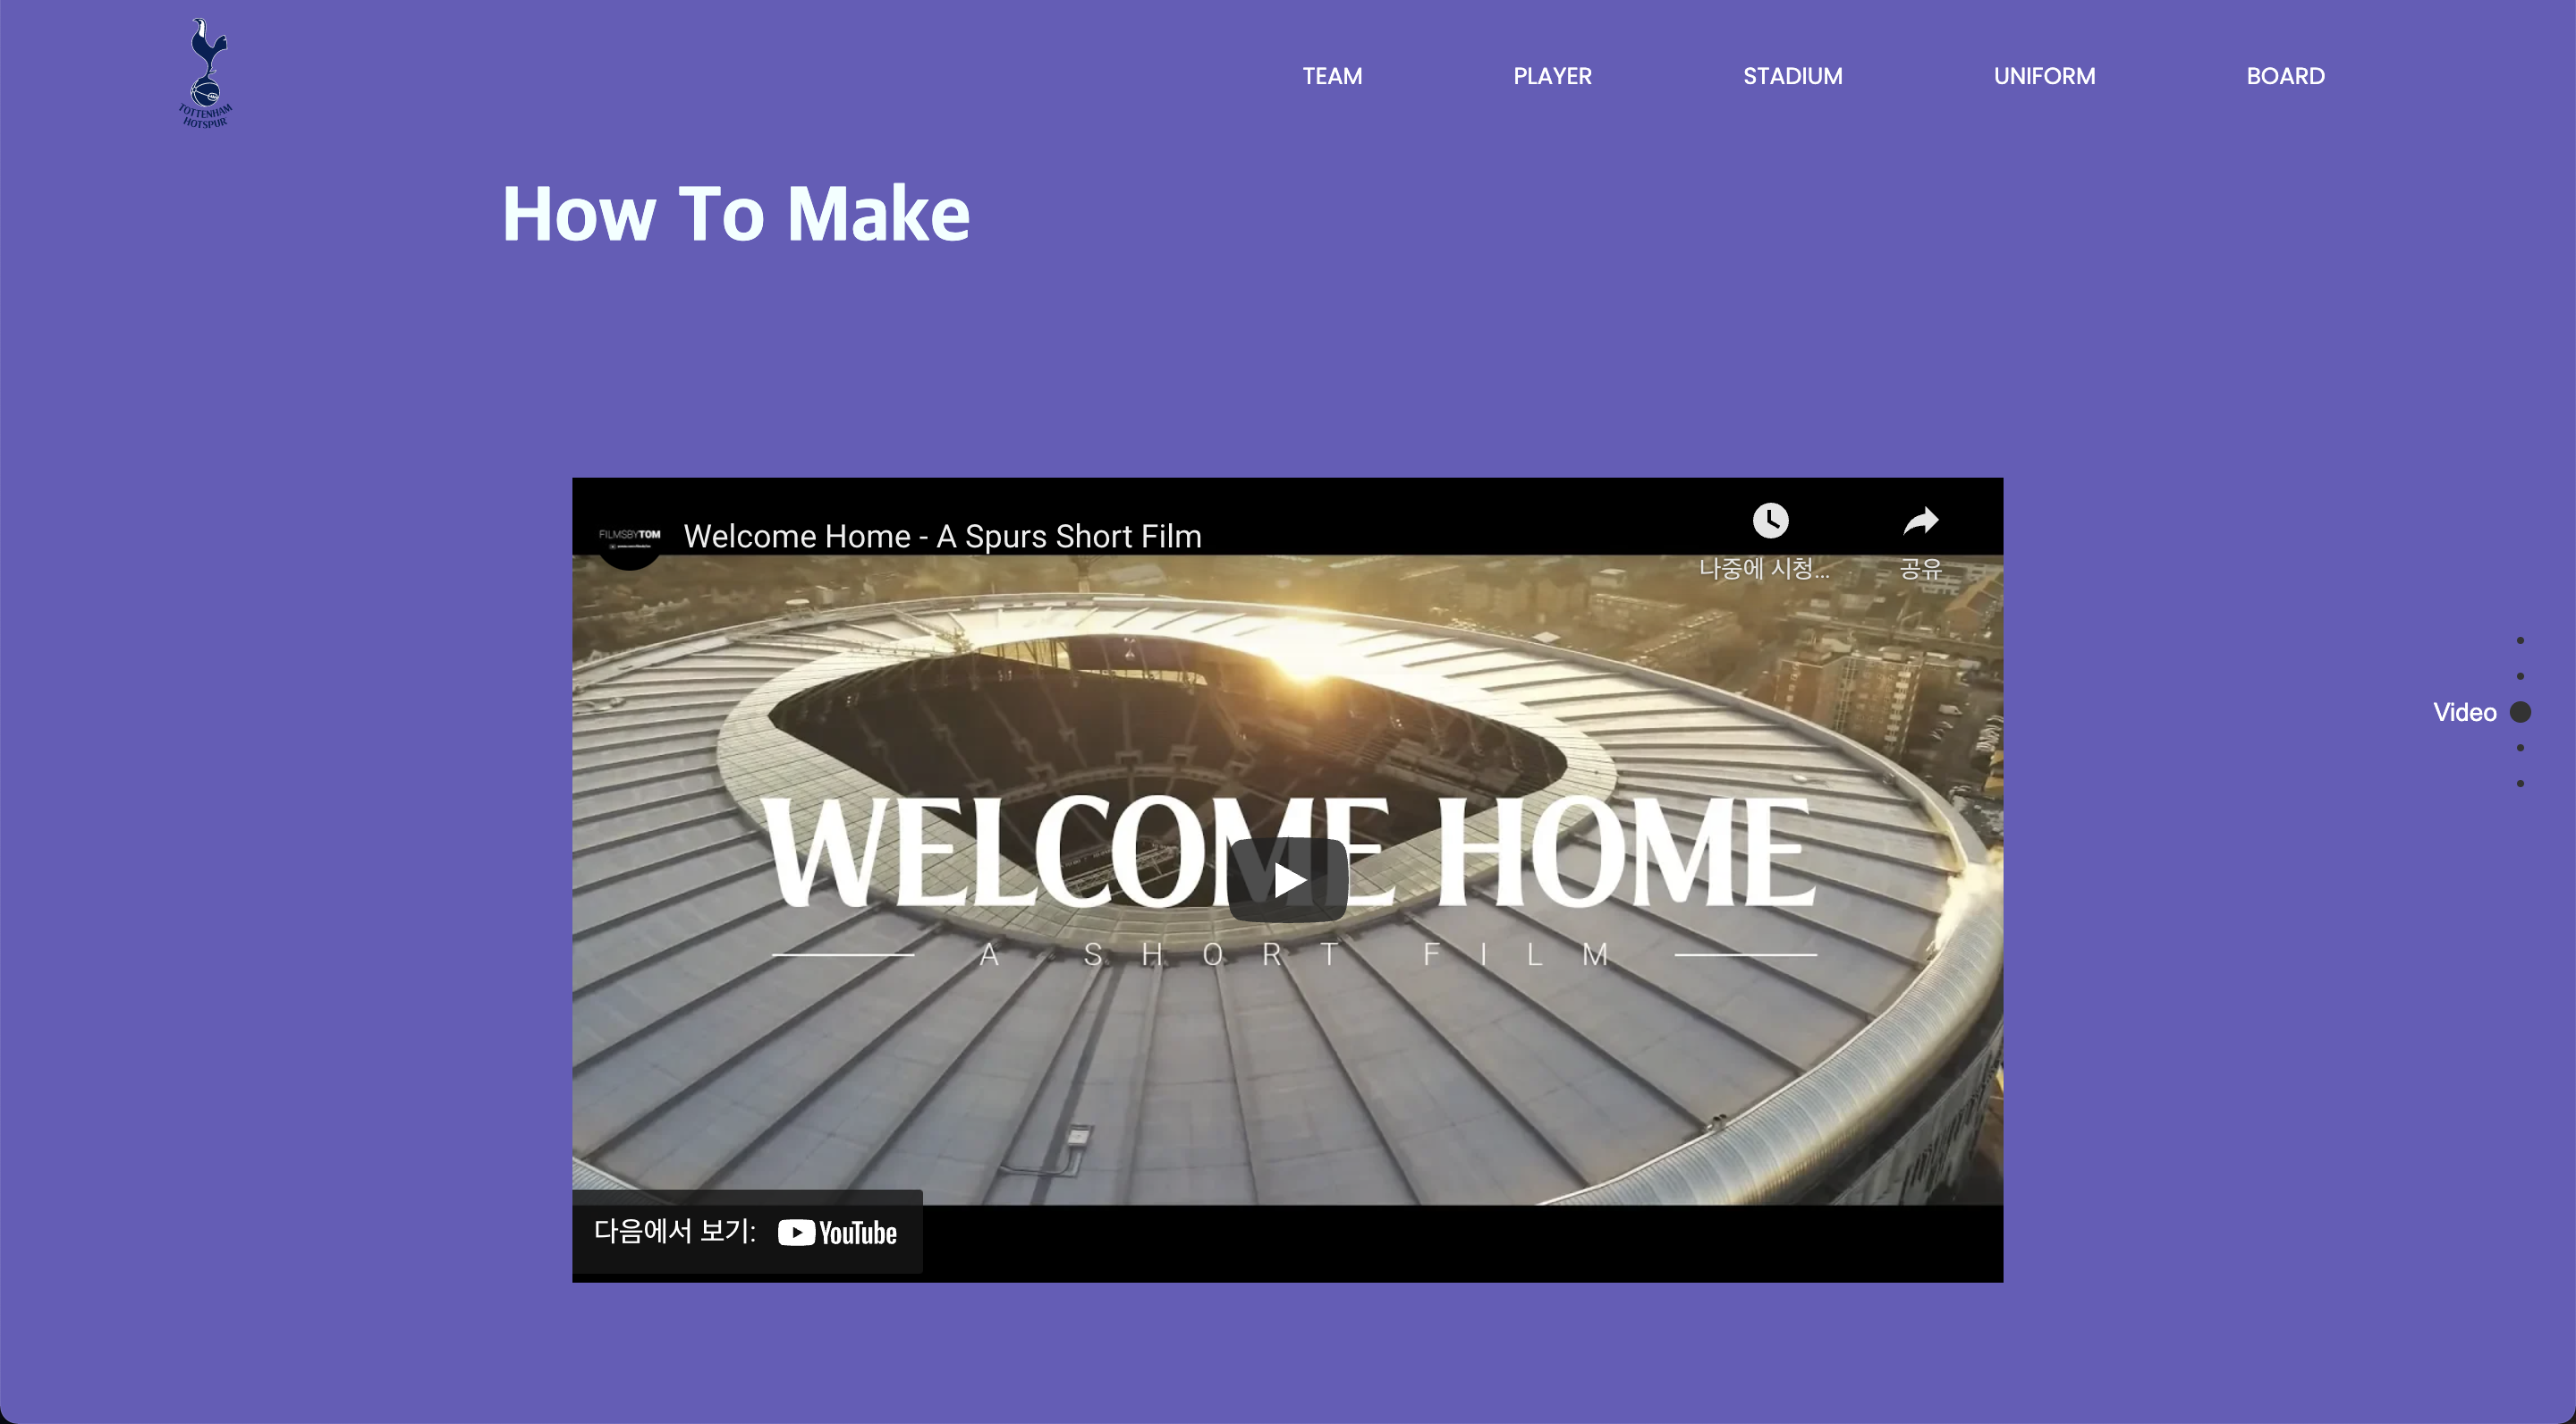 TOTTENHAM
HOTSPUR
TEAM PLAYER STADIUM UNIFORM BOARD
How To Make
FILMSBYTOM
Welcome Home - A Spurs Short Film
나중에 시청...
공유
Video
WELCOME HOME
A SHORT FILM
다음에서 보기: YouTube